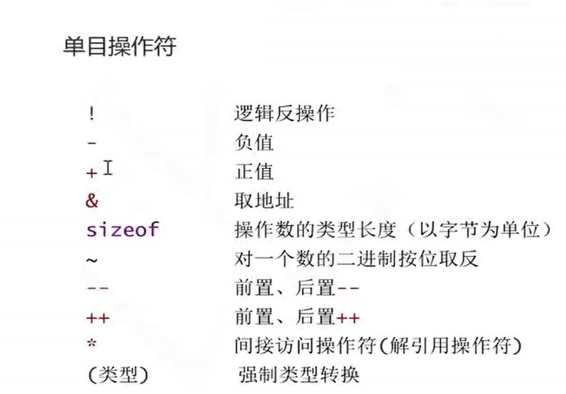 单目操作符
! 逻辑反操作
- 负值
+ 正值
& 取地址
sizeof 操作数的类型长度（以字节为单位）
~ 对一个数的二进制按位取反
-- 前置、后置--
++ 前置、后置++
* 间接访问操作符(解引用操作符)
(类型) 强制类型转换